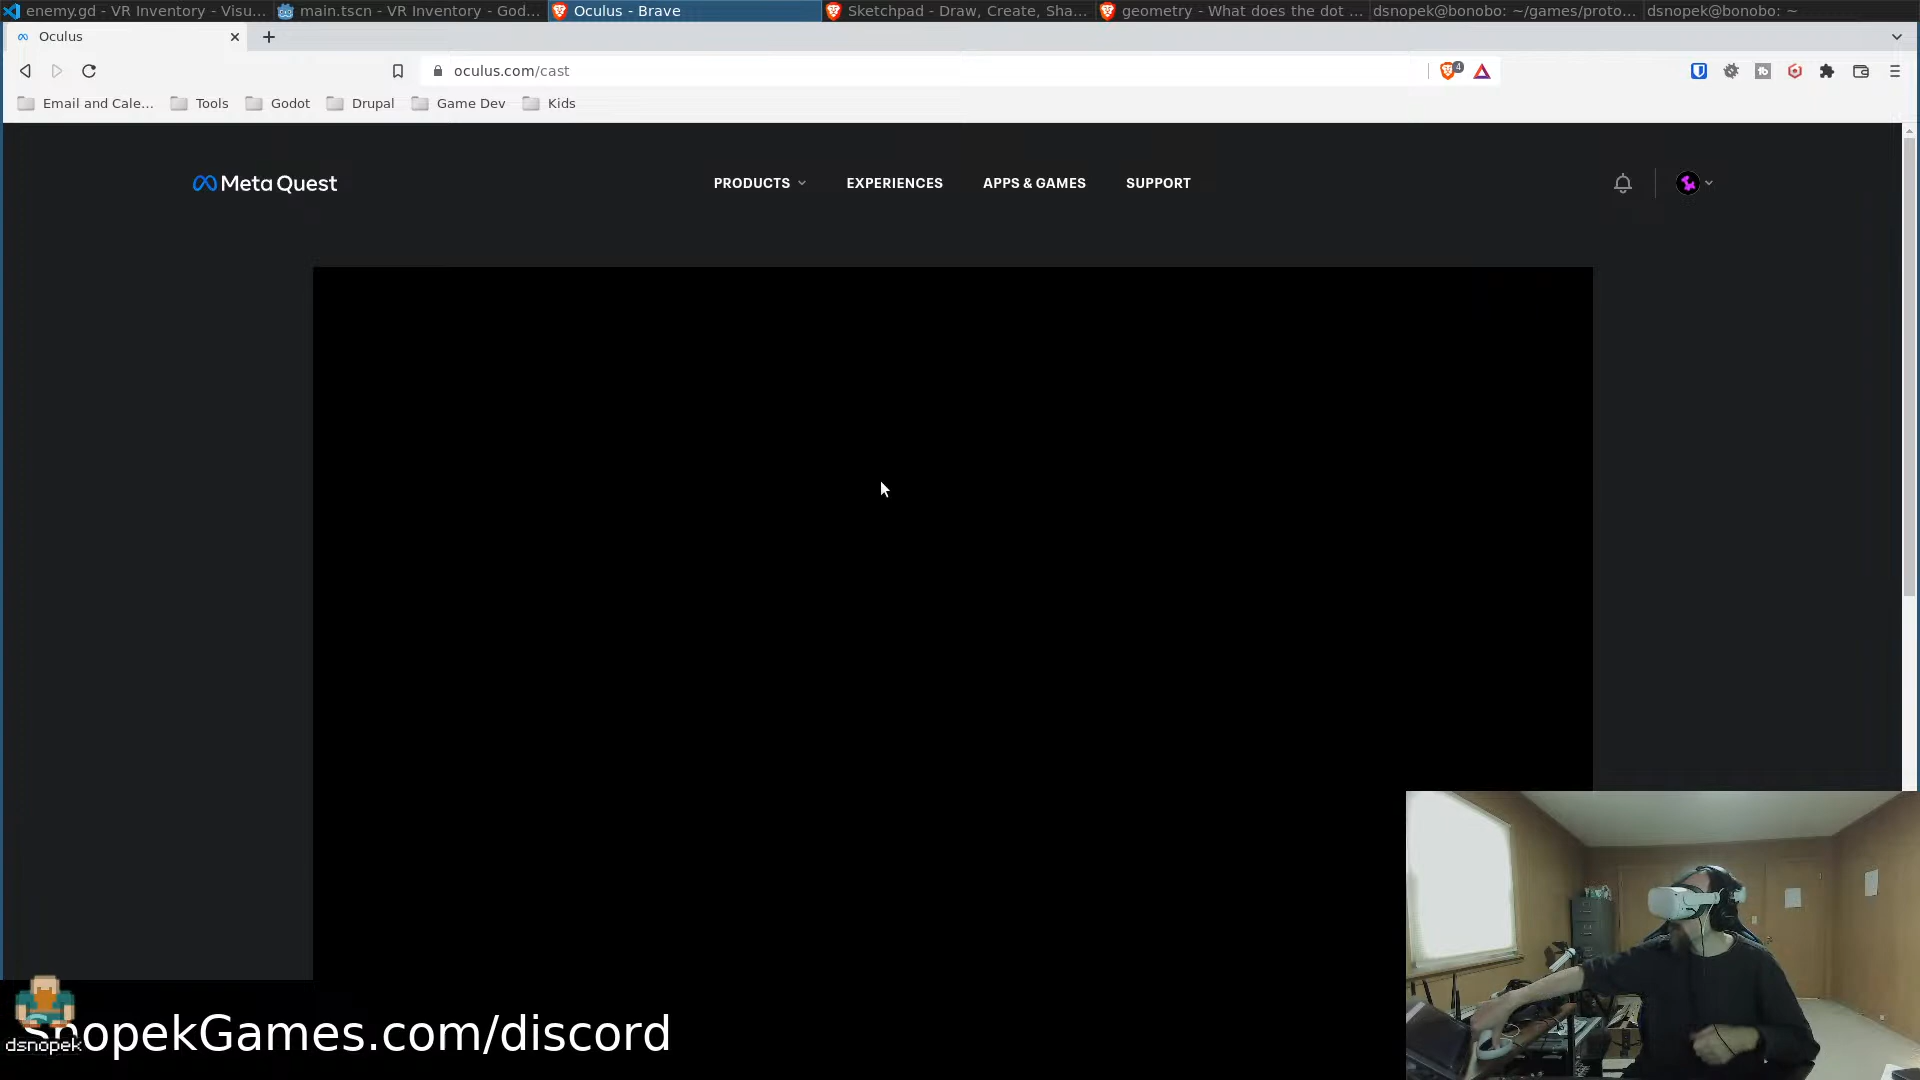 enemy.gd - VR Inventory - Visu...
main.tscn - VR Inventory - God...
Oculus - Brave
Sketchpad - Draw, Create, Sha...
geometry - What does the dot ...
dsnopek@bonobo: ~/games/proto...
dsnopek@bonobo: ~
Oculus
oculus.com/cast
4
Email and Cale...
Tools
Godot
Drupal
Game Dev
Kids
Meta Quest
PRODUCTS
EXPERIENCES
APPS & GAMES
SUPPORT
SnopekGames.com/discord
dsnopek